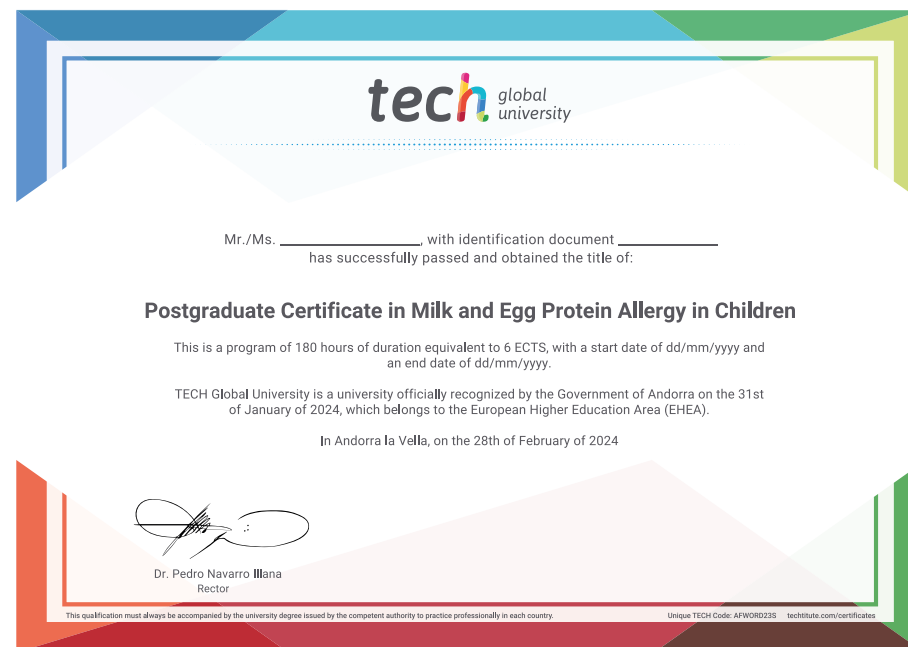 tech global university
Mr./Ms. ________________, with identification document ____________
has successfully passed and obtained the title of:
Postgraduate Certificate in Milk and Egg Protein Allergy in Children
This is a program of 180 hours of duration equivalent to 6 ECTS, with a start date of dd/mm/yyyy and
an end date of dd/mm/yyyy.
TECH Global University is a university officially recognized by the Government of Andorra on the 31st
of January of 2024, which belongs to the European Higher Education Area (EHEA).
In Andorra la Vella, on the 28th of February of 2024
Dr. Pedro Navarro Illana
Rector
This qualification must always be accompanied by the university degree issued by the competent authority to practice professionally in each country.
Unique TECH Code: AFWORD23S techtitute.com/certificates